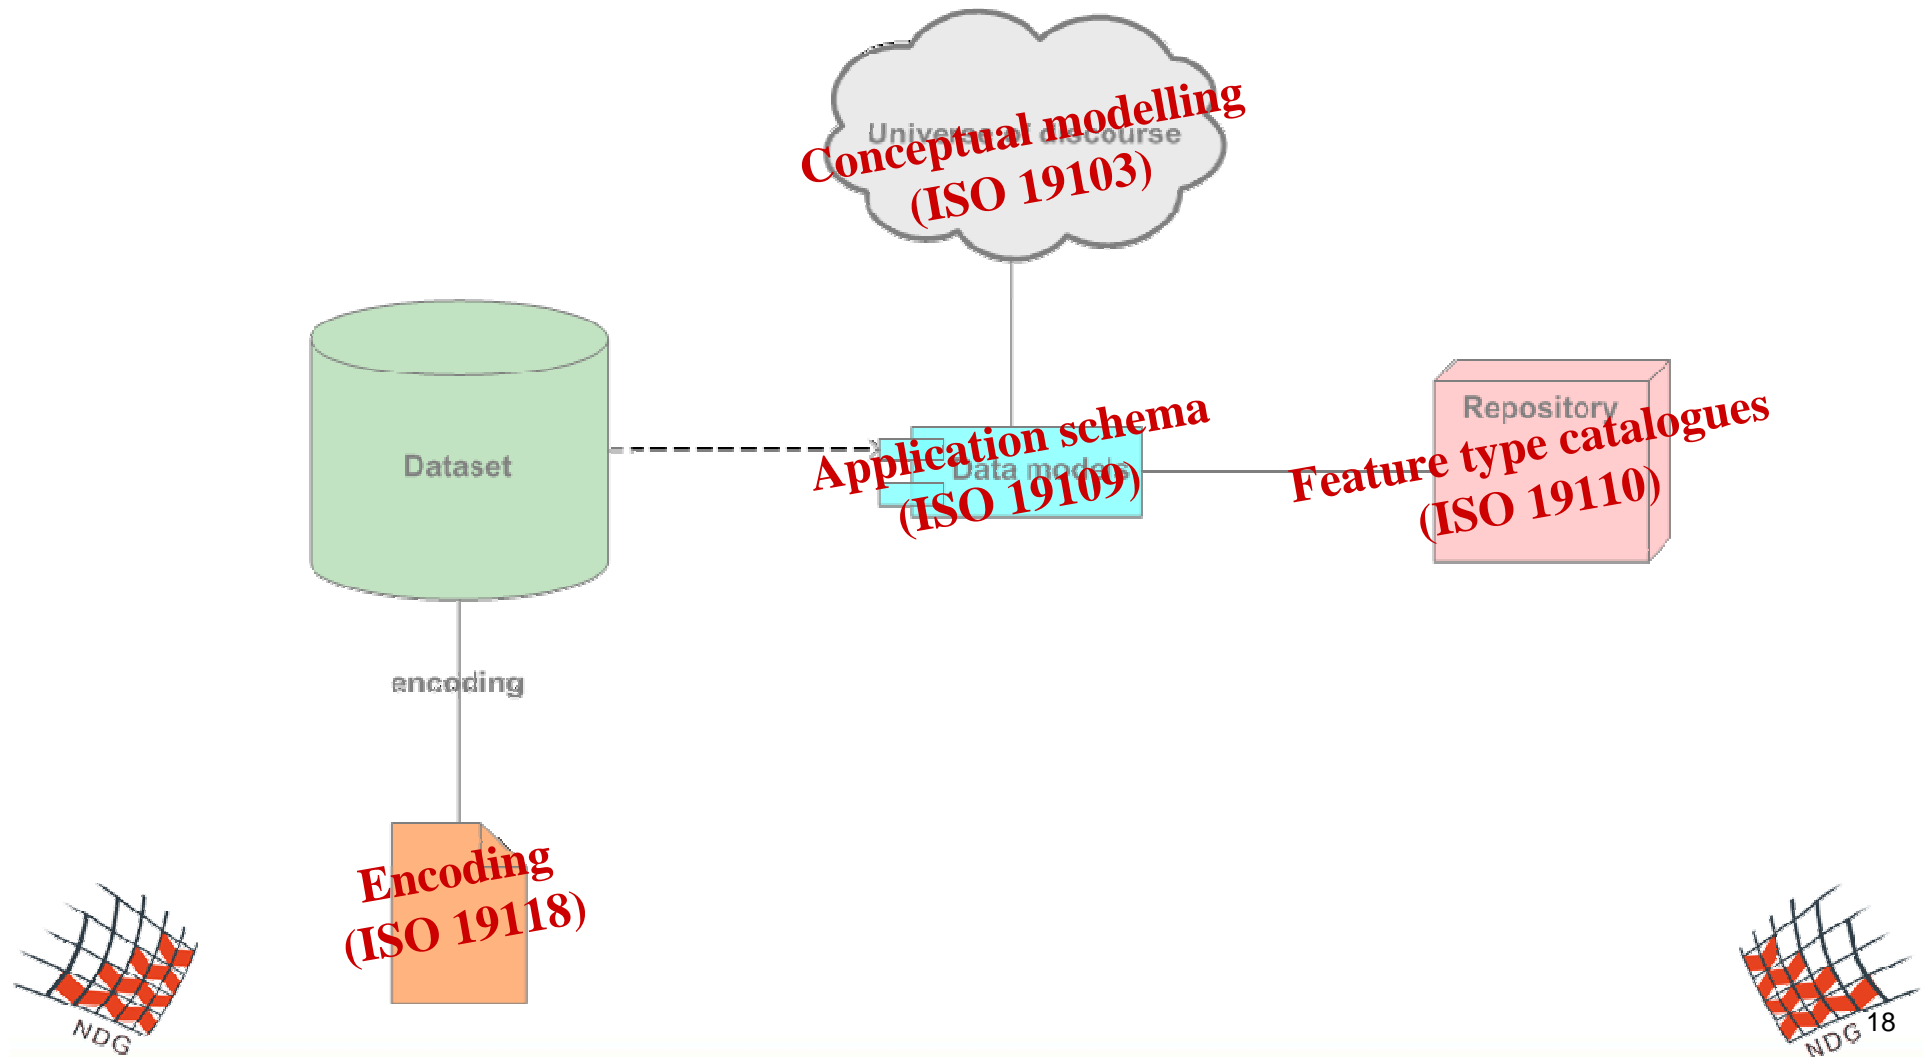 Universe of discourse
Conceptual modelling
(ISO 19103)
Dataset
Data models
Application schema
(ISO 19109)
Repository
Feature type catalogues
(ISO 19110)
encoding
Encoding
(ISO 19118)
NDG
NDG
18